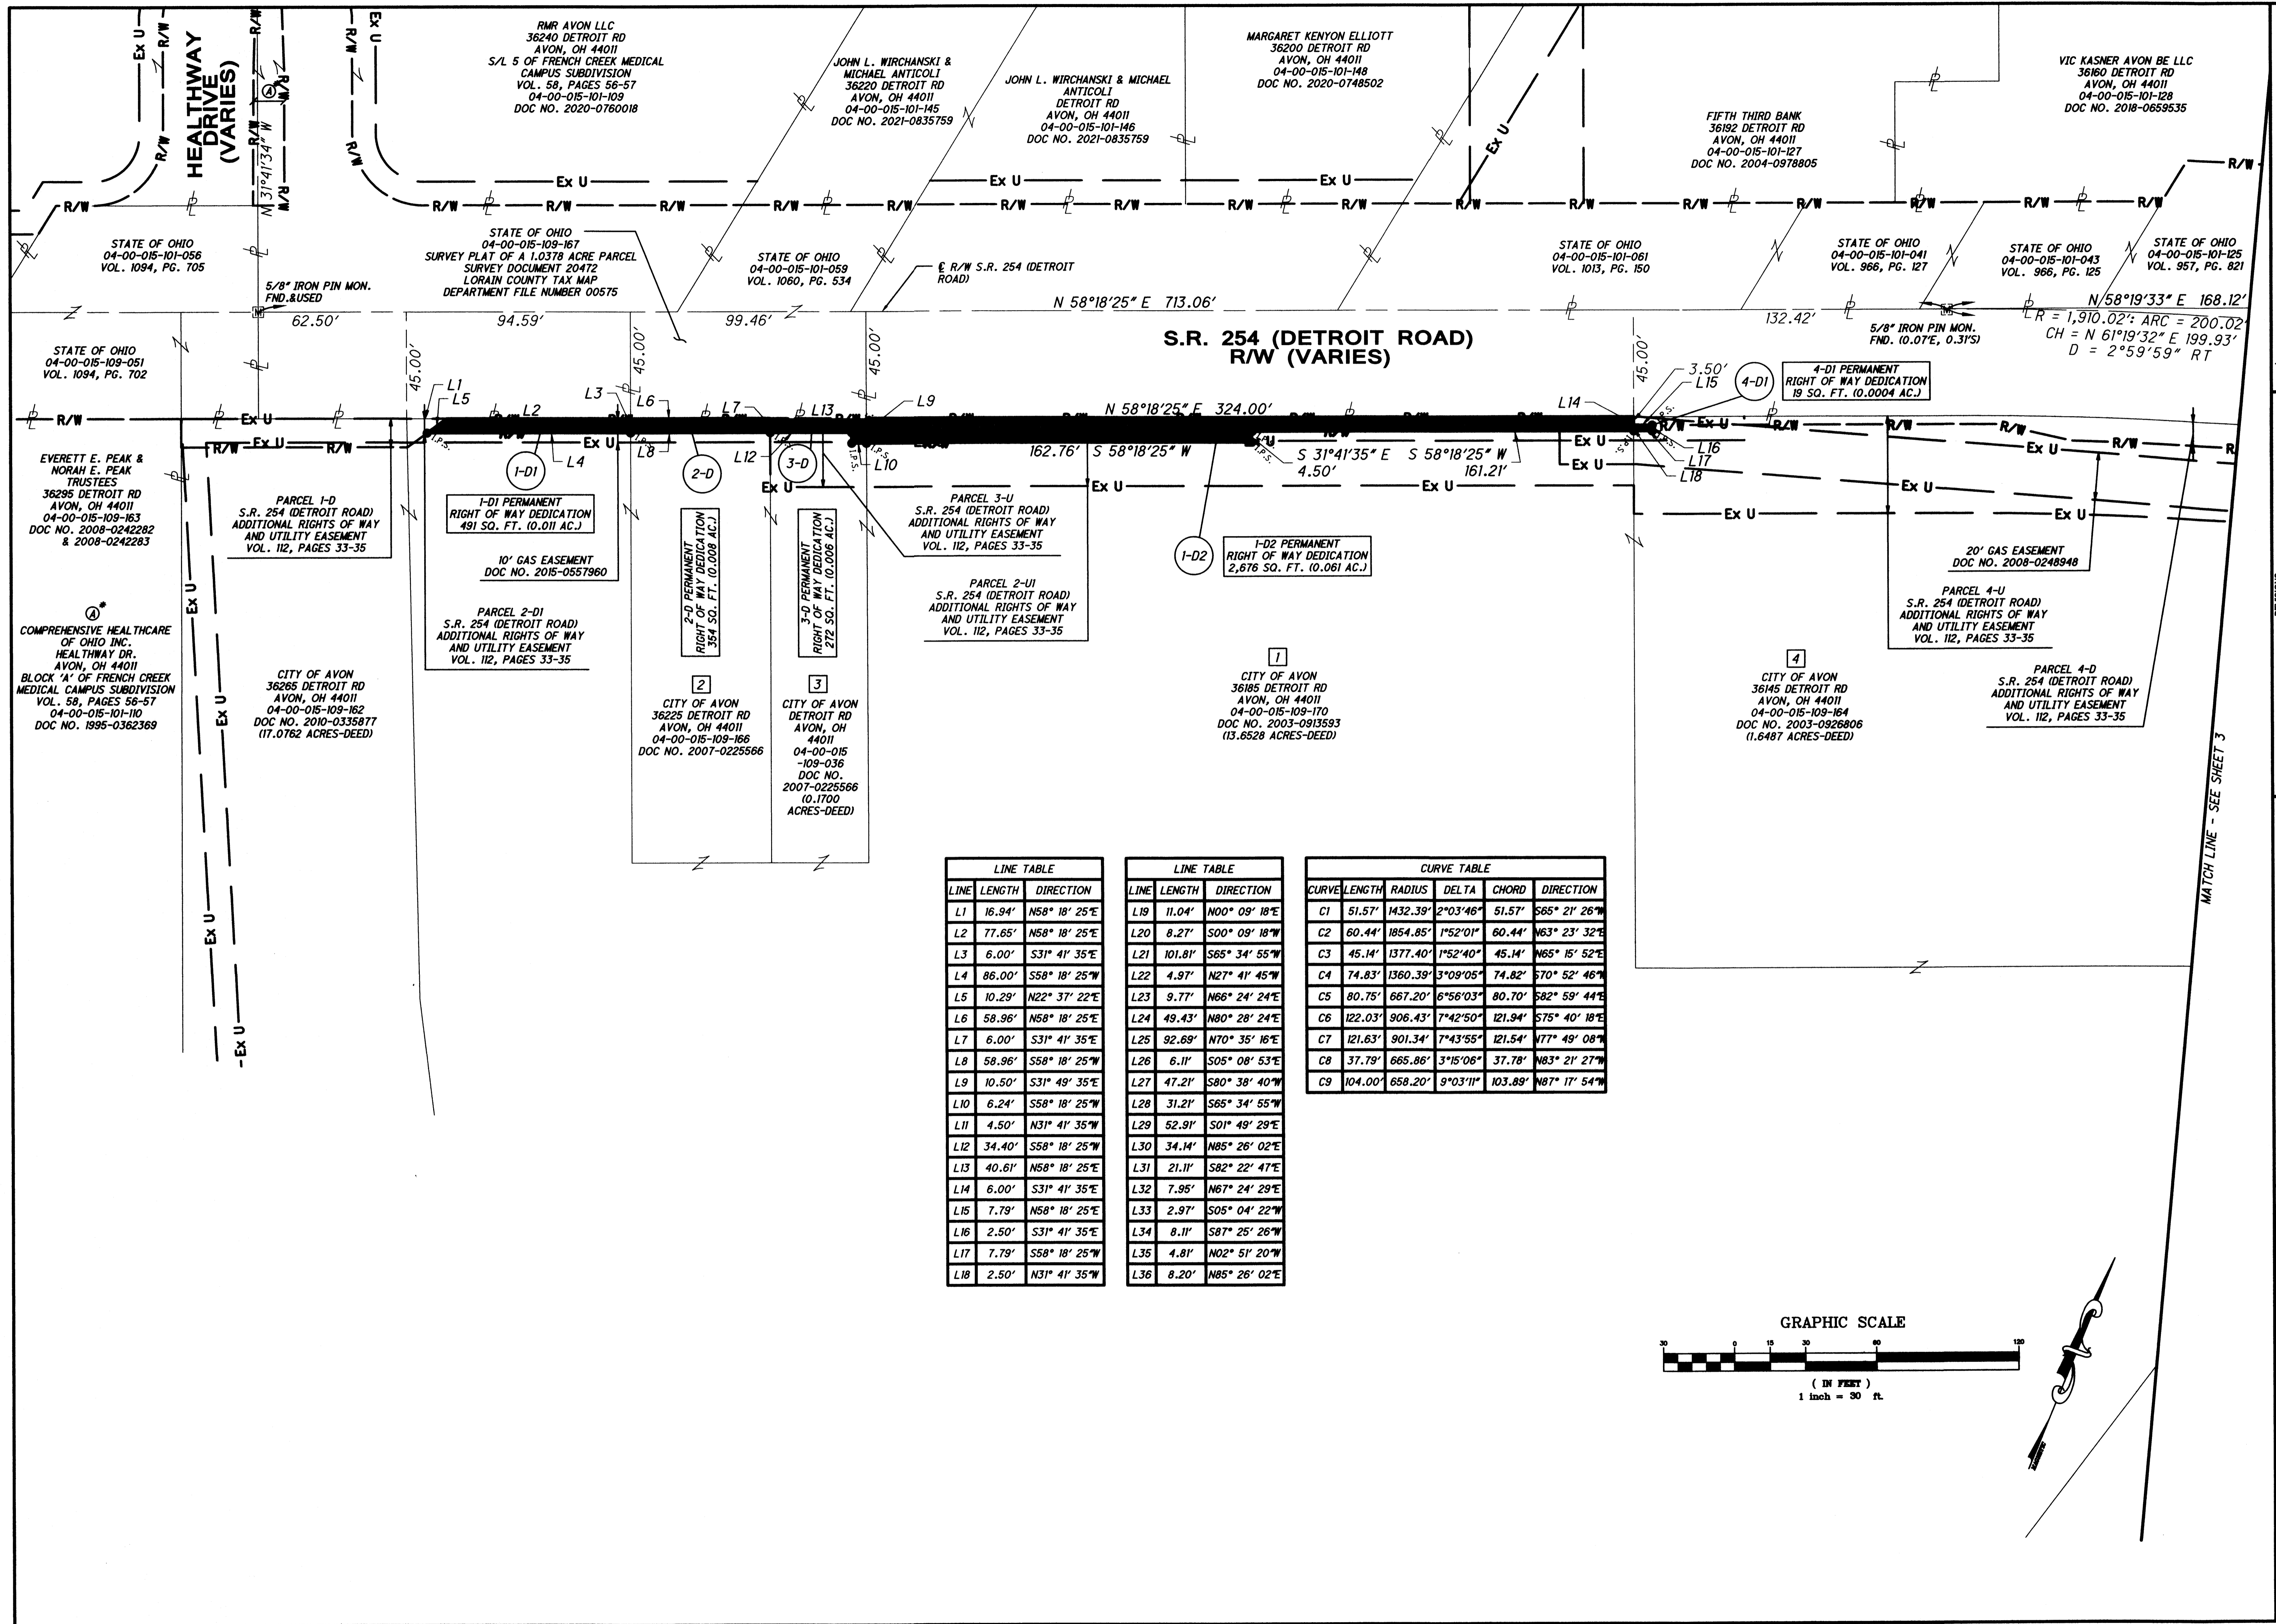 HEALTHWAY
DRIVE
(VARIES)
N 31°41'34" W
A*
RMR AVON LLC
36240 DETROIT RD
AVON, OH 44011
S/L 5 OF FRENCH CREEK MEDICAL
CAMPUS SUBDIVISION
VOL. 58, PAGES 56-57
04-00-015-101-109
DOC NO. 2020-0760018
JOHN L. WIRCHANSKI &
MICHAEL ANTICOLI
36220 DETROIT RD
AVON, OH 44011
04-00-015-101-145
DOC NO. 2021-0835759
JOHN L. WIRCHANSKI & MICHAEL
ANTICOLI
DETROIT RD
AVON, OH 44011
04-00-015-101-146
DOC NO. 2021-0835759
MARGARET KENYON ELLIOTT
36200 DETROIT RD
AVON, OH 44011
04-00-015-101-148
DOC NO. 2020-0748502
FIFTH THIRD BANK
36192 DETROIT RD
AVON, OH 44011
04-00-015-101-127
DOC NO. 2004-0978805
VIC KASNER AVON BE LLC
36160 DETROIT RD
AVON, OH 44011
04-00-015-101-128
DOC NO. 2018-0659535
Ex U
R/W
STATE OF OHIO
04-00-015-101-056
VOL. 1094, PG. 705
STATE OF OHIO
04-00-015-109-167
SURVEY PLAT OF A 1.0378 ACRE PARCEL
SURVEY DOCUMENT 20472
LORAIN COUNTY TAX MAP
DEPARTMENT FILE NUMBER 00575
STATE OF OHIO
04-00-015-101-059
VOL. 1060, PG. 534
℄ R/W S.R. 254 (DETROIT
ROAD)
STATE OF OHIO
04-00-015-101-061
VOL. 1013, PG. 150
STATE OF OHIO
04-00-015-101-041
VOL. 966, PG. 127
STATE OF OHIO
04-00-015-101-043
VOL. 966, PG. 125
STATE OF OHIO
04-00-015-101-125
VOL. 957, PG. 821
5/8" IRON PIN MON.
FND.&USED
62.50'
94.59'
99.46'
N 58°18'25" E 713.06'
132.42'
N 58°19'33" E 168.12'
R = 1,910.02'; ARC = 200.02'
CH = N 61°19'32" E 199.93'
D = 2°59'59" RT
5/8" IRON PIN MON.
FND. (0.07'E, 0.31'S)
S.R. 254 (DETROIT ROAD)
R/W (VARIES)
STATE OF OHIO
04-00-015-109-051
VOL. 1094, PG. 702
45.00'
45.00'
45.00'
45.00'
L1
L5
L2
L3
L6
L7
L13
L9
N 58°18'25" E 324.00'
L14
3.50'
L15
4-D1
4-D1 PERMANENT
RIGHT OF WAY DEDICATION
19 SQ. FT. (0.0004 AC.)
L4
L8
L12
L10
162.76' S 58°18'25" W
S 31°41'35" E
4.50'
S 58°18'25" W
161.21'
L16
L17
L18
I.P.S.
1-D1
2-D
3-D
1-D2
EVERETT E. PEAK &
NORAH E. PEAK
TRUSTEES
36295 DETROIT RD
AVON, OH 44011
04-00-015-109-163
DOC NO. 2008-0242282
& 2008-0242283
PARCEL 1-D
S.R. 254 (DETROIT ROAD)
ADDITIONAL RIGHTS OF WAY
AND UTILITY EASEMENT
VOL. 112, PAGES 33-35
1-D1 PERMANENT
RIGHT OF WAY DEDICATION
491 SQ. FT. (0.011 AC.)
10' GAS EASEMENT
DOC NO. 2015-0557960
PARCEL 2-D1
S.R. 254 (DETROIT ROAD)
ADDITIONAL RIGHTS OF WAY
AND UTILITY EASEMENT
VOL. 112, PAGES 33-35
2-D PERMANENT
RIGHT OF WAY DEDICATION
354 SQ. FT. (0.008 AC.)
3-D PERMANENT
RIGHT OF WAY DEDICATION
272 SQ. FT. (0.006 AC.)
PARCEL 3-U
S.R. 254 (DETROIT ROAD)
ADDITIONAL RIGHTS OF WAY
AND UTILITY EASEMENT
VOL. 112, PAGES 33-35
PARCEL 2-U1
S.R. 254 (DETROIT ROAD)
ADDITIONAL RIGHTS OF WAY
AND UTILITY EASEMENT
VOL. 112, PAGES 33-35
1-D2 PERMANENT
RIGHT OF WAY DEDICATION
2,676 SQ. FT. (0.061 AC.)
20' GAS EASEMENT
DOC NO. 2008-0248948
PARCEL 4-U
S.R. 254 (DETROIT ROAD)
ADDITIONAL RIGHTS OF WAY
AND UTILITY EASEMENT
VOL. 112, PAGES 33-35
PARCEL 4-D
S.R. 254 (DETROIT ROAD)
ADDITIONAL RIGHTS OF WAY
AND UTILITY EASEMENT
VOL. 112, PAGES 33-35
A*
COMPREHENSIVE HEALTHCARE
OF OHIO INC.
HEALTHWAY DR.
AVON, OH 44011
BLOCK 'A' OF FRENCH CREEK
MEDICAL CAMPUS SUBDIVISION
VOL. 58, PAGES 56-57
04-00-015-101-110
DOC NO. 1995-0362369
CITY OF AVON
36265 DETROIT RD
AVON, OH 44011
04-00-015-109-162
DOC NO. 2010-0335877
(17.0762 ACRES-DEED)
2
CITY OF AVON
36225 DETROIT RD
AVON, OH 44011
04-00-015-109-166
DOC NO. 2007-0225566
3
CITY OF AVON
DETROIT RD
AVON, OH
44011
04-00-015
-109-036
DOC NO.
2007-0225566
(0.1700
ACRES-DEED)
1
CITY OF AVON
36185 DETROIT RD
AVON, OH 44011
04-00-015-109-170
DOC NO. 2003-0913593
(13.6528 ACRES-DEED)
4
CITY OF AVON
36145 DETROIT RD
AVON, OH 44011
04-00-015-109-164
DOC NO. 2003-0926806
(1.6487 ACRES-DEED)
MATCH LINE - SEE SHEET 3
LINE TABLE
LINE LENGTH DIRECTION
L1 16.94' N58° 18' 25"E
L2 77.65' N58° 18' 25"E
L3 6.00' S31° 41' 35"E
L4 86.00' S58° 18' 25"W
L5 10.29' N22° 37' 22"E
L6 58.96' N58° 18' 25"E
L7 6.00' S31° 41' 35"E
L8 58.96' S58° 18' 25"W
L9 10.50' S31° 49' 35"E
L10 6.24' S58° 18' 25"W
L11 4.50' N31° 41' 35"W
L12 34.40' S58° 18' 25"W
L13 40.61' N58° 18' 25"E
L14 6.00' S31° 41' 35"E
L15 7.79' N58° 18' 25"E
L16 2.50' S31° 41' 35"E
L17 7.79' S58° 18' 25"W
L18 2.50' N31° 41' 35"W
LINE TABLE
LINE LENGTH DIRECTION
L19 11.04' N00° 09' 18"E
L20 8.27' S00° 09' 18"W
L21 101.81' S65° 34' 55"W
L22 4.97' N27° 41' 45"W
L23 9.77' N66° 24' 24"E
L24 49.43' N80° 28' 24"E
L25 92.69' N70° 35' 16"E
L26 6.11' S05° 08' 53"E
L27 47.21' S80° 38' 40"W
L28 31.21' S65° 34' 55"W
L29 52.91' S01° 49' 29"E
L30 34.14' N85° 26' 02"E
L31 21.11' S82° 22' 47"E
L32 7.95' N67° 24' 29"E
L33 2.97' S05° 04' 22"W
L34 8.11' S87° 25' 26"W
L35 4.81' N02° 51' 20"W
L36 8.20' N85° 26' 02"E
CURVE TABLE
CURVE LENGTH RADIUS DELTA CHORD DIRECTION
C1 51.57' 1432.39' 2°03'46" 51.57' S65° 21' 26"W
C2 60.44' 1854.85' 1°52'01" 60.44' N63° 23' 32"E
C3 45.14' 1377.40' 1°52'40" 45.14' N65° 15' 52"E
C4 74.83' 1360.39' 3°09'05" 74.82' S70° 52' 46"W
C5 80.75' 667.20' 6°56'03" 80.70' S82° 59' 44"E
C6 122.03' 906.43' 7°42'50" 121.94' S75° 40' 18"E
C7 121.63' 901.34' 7°43'55" 121.54' N77° 49' 08"W
C8 37.79' 665.86' 3°15'06" 37.78' N83° 21' 27"W
C9 104.00' 658.20' 9°03'11" 103.89' N87° 17' 54"W
GRAPHIC SCALE
30 0 15 30 60 120
( IN FEET )
1 inch = 30 ft.